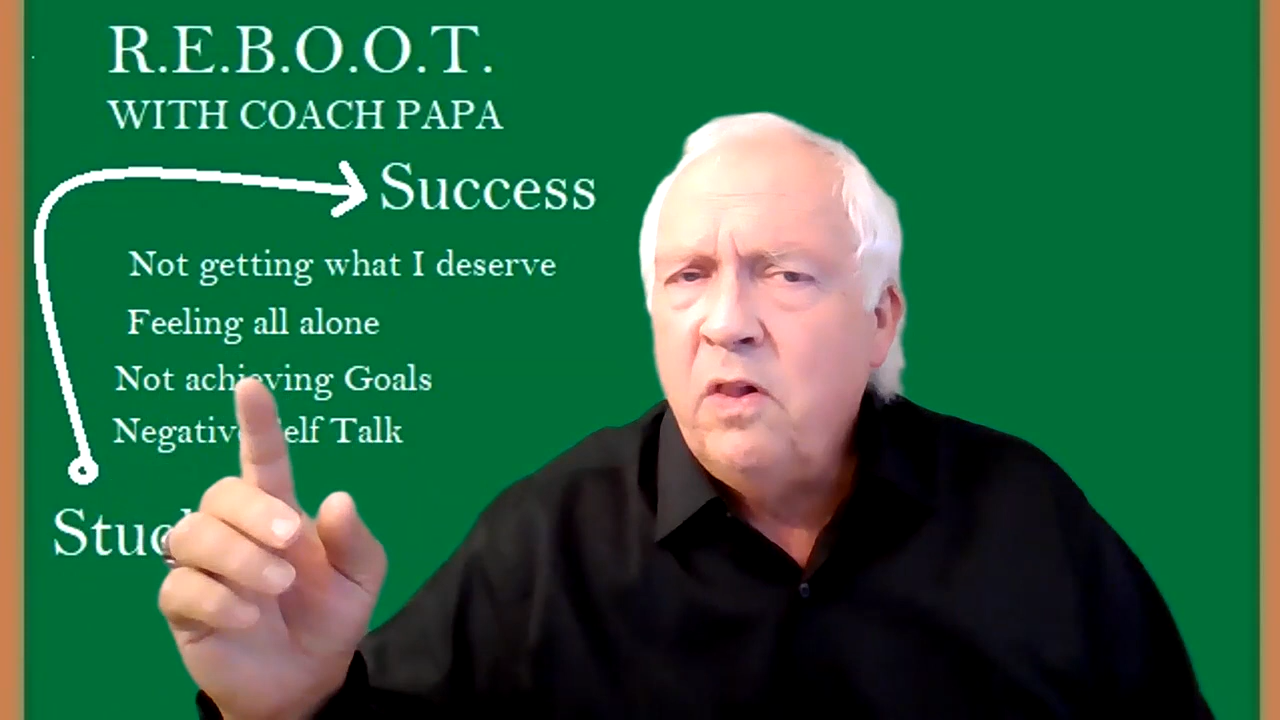 R.E.B.O.O.T.
WITH COACH PAPA
Success
Not getting what I deserve
Feeling all alone
Not achieving Goals
Negative Self Talk